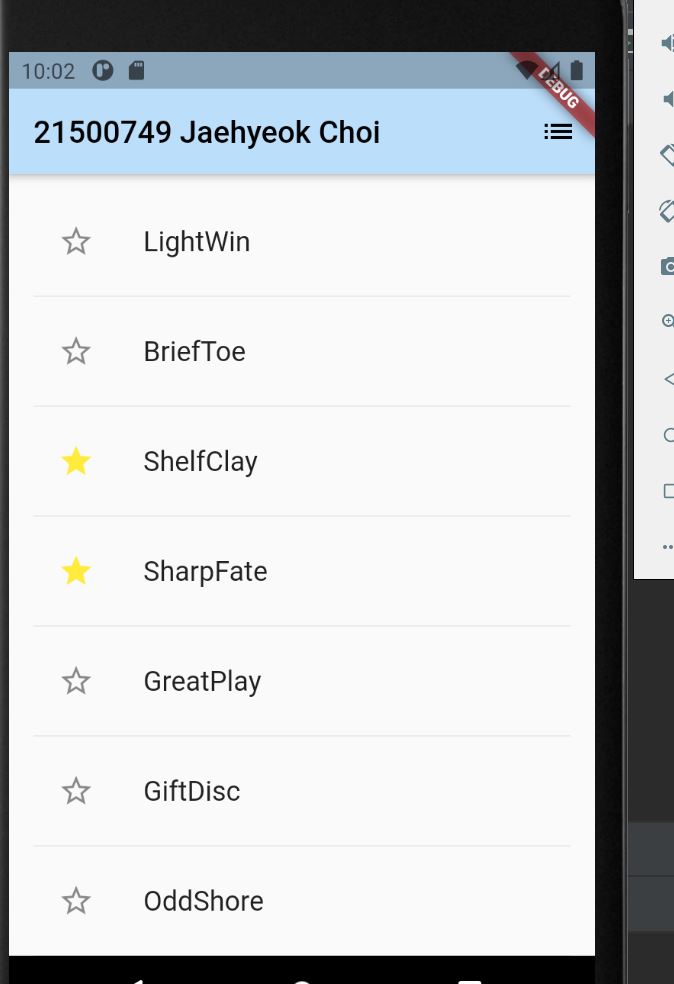 10:02
DEBUG
21500749 Jaehyeok Choi
LightWin
BriefToe
ShelfClay
SharpFate
GreatPlay
GiftDisc
OddShore